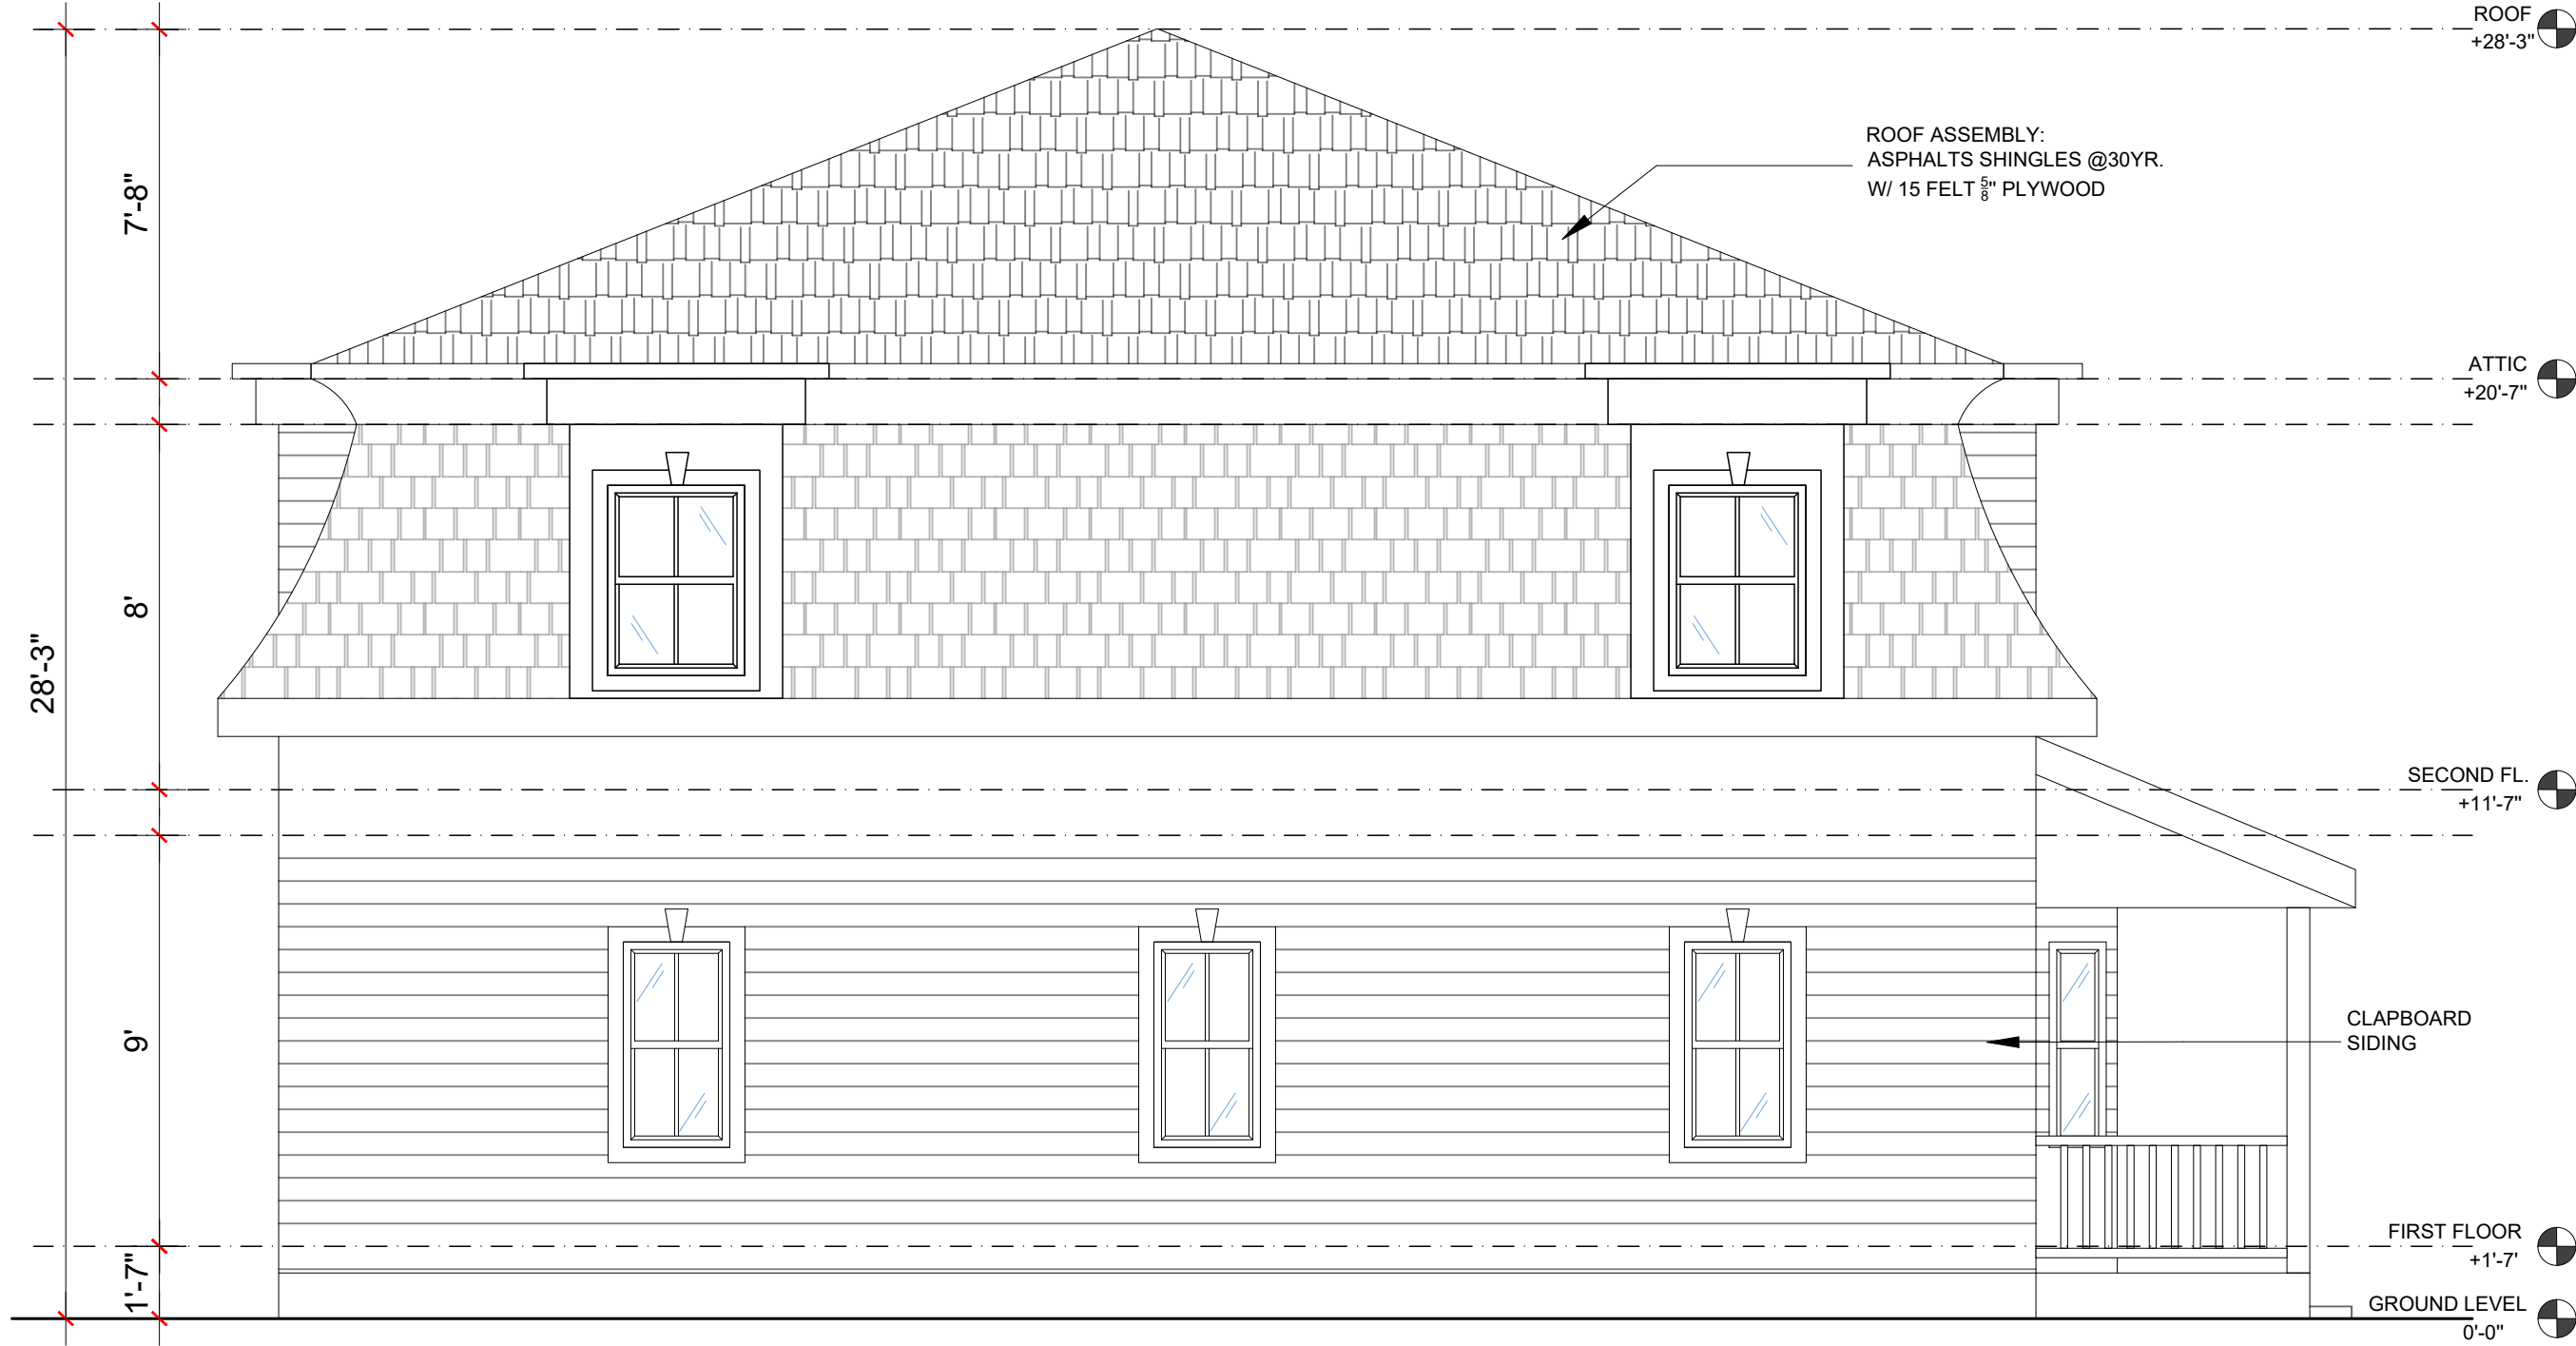 ROOF
+28'-3"
ROOF ASSEMBLY:
ASPHALTS SHINGLES @30YR.
W/ 15 FELT 5/8" PLYWOOD
7'-8"
ATTIC
+20'-7"
8'
28'-3"
SECOND FL.
+11'-7"
9'
CLAPBOARD
SIDING
FIRST FLOOR
+1'-7'
1'-7"
GROUND LEVEL
0'-0"